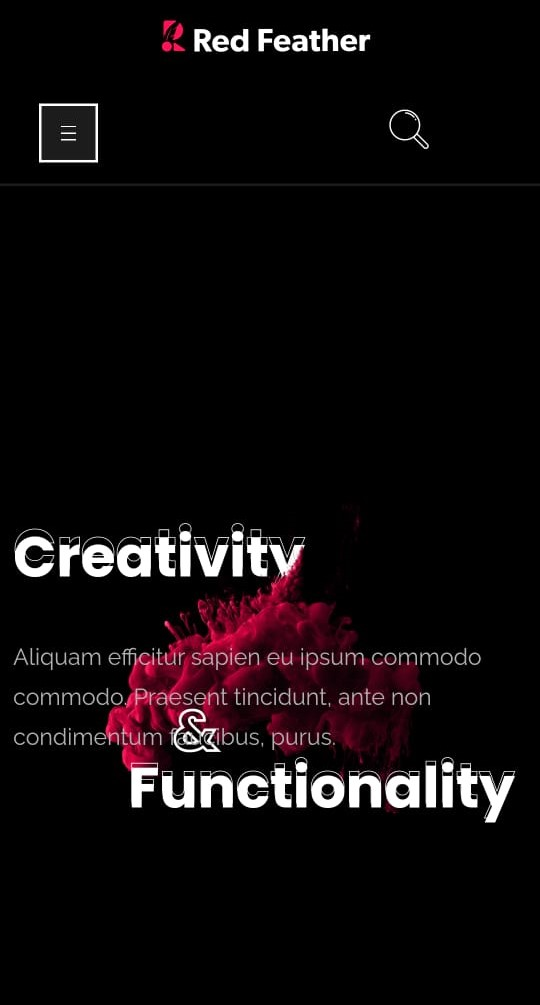 Red Feather
Creativity
Aliquam efficitur sapien eu ipsum commodo
commodo. Praesent tincidunt, ante non
condimentum faucibus, purus.
&
Functionality